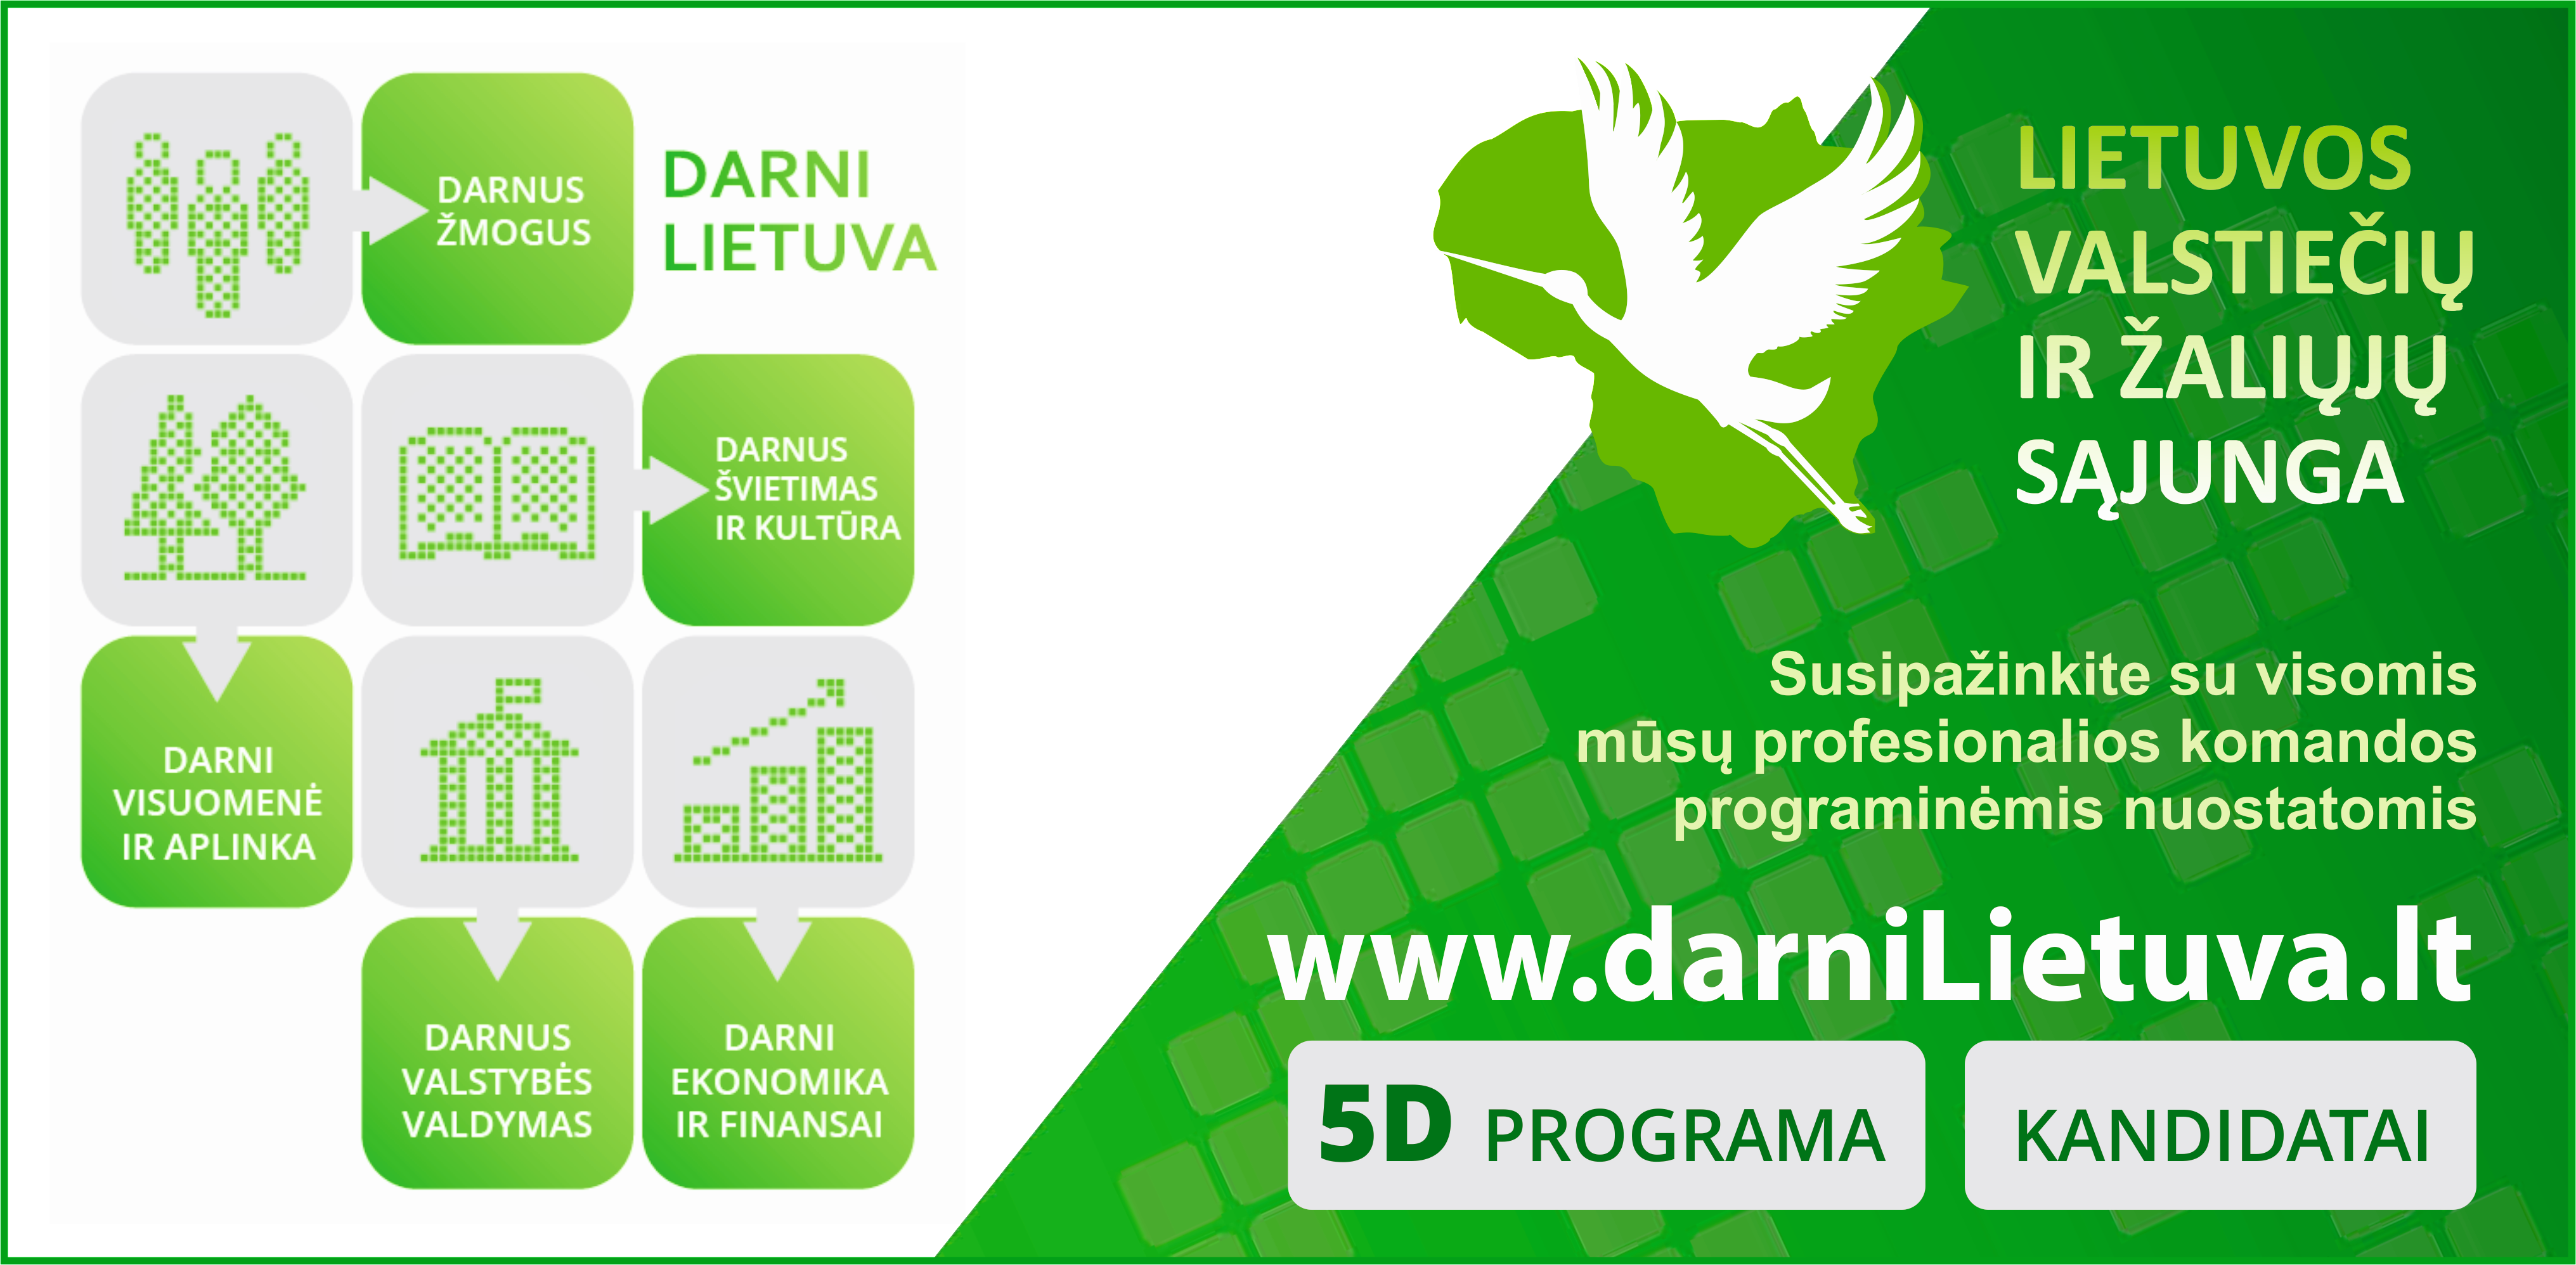 DARNUS
ŽMOGUS
DARNI
LIETUVA
DARNUS
ŠVIETIMAS
IR KULTŪRA
DARNI
VISUOMENĖ
IR APLINKA
DARNUS
VALSTYBĖS
VALDYMAS
DARNI
EKONOMIKA
IR FINANSAI
LIETUVOS
VALSTIEČIŲ
IR ŽALIŲJŲ
SĄJUNGA
Susipažinkite su visomis
mūsų profesionalios komandos
programinėmis nuostatomis
www.darniLietuva.lt
5D PROGRAMA
KANDIDATAI